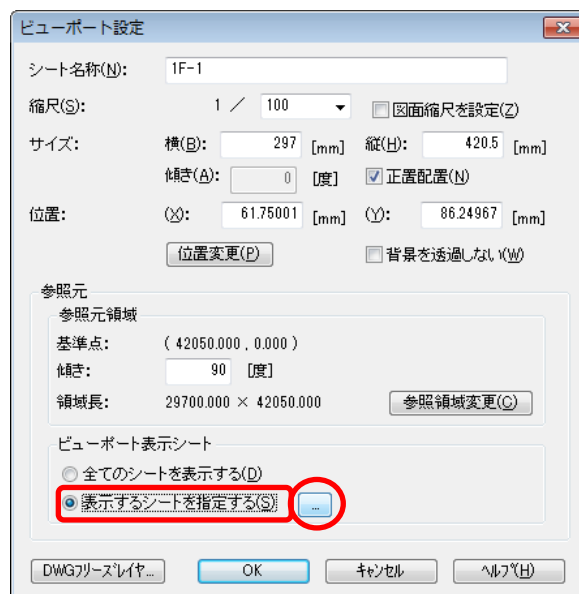 ビューポート設定
シート名称(N): 1F-1
縮尺(S): 1 ／ 100 図面縮尺を設定(Z)
サイズ: 横(B): 297 [mm] 縦(H): 420.5 [mm]
傾き(A): 0 [度] 正置配置(N)
位置: (X): 61.75001 [mm] (Y): 86.24967 [mm]
位置変更(P) 背景を透過しない(W)
参照元
参照元領域
基準点: ( 42050.000 , 0.000 )
傾き: 90 [度]
領域長: 29700.000 × 42050.000 参照領域変更(C)
ビューポート表示シート
全てのシートを表示する(D)
表示するシートを指定する(S) ...
DWGフリーズレイヤ... OK キャンセル ヘルプ(H)